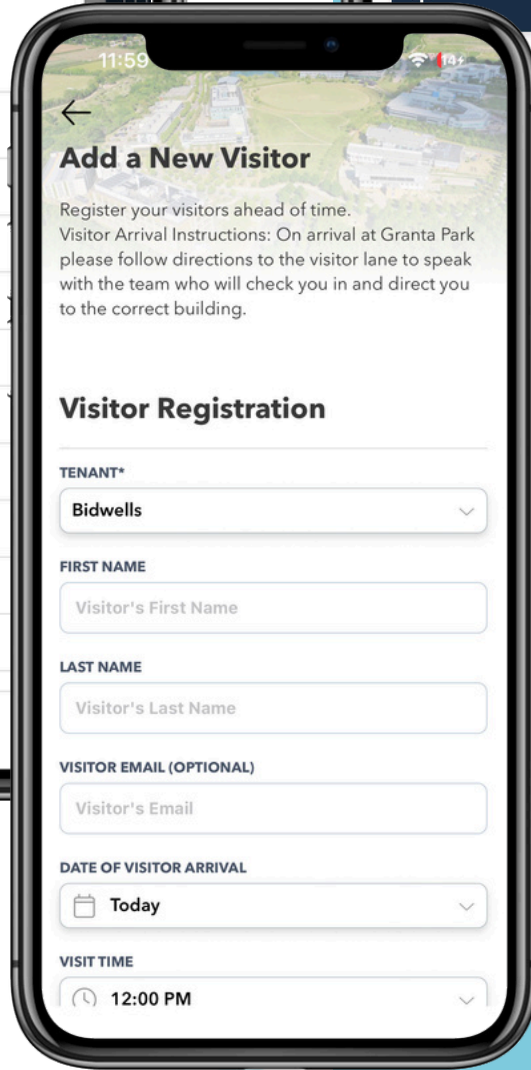 11:59
14
Add a New Visitor
Register your visitors ahead of time.
Visitor Arrival Instructions: On arrival at Granta Park
please follow directions to the visitor lane to speak
with the team who will check you in and direct you
to the correct building.
Visitor Registration
TENANT*
Bidwells
FIRST NAME
Visitor's First Name
LAST NAME
Visitor's Last Name
VISITOR EMAIL (OPTIONAL)
Visitor's Email
DATE OF VISITOR ARRIVAL
Today
VISIT TIME
12:00 PM